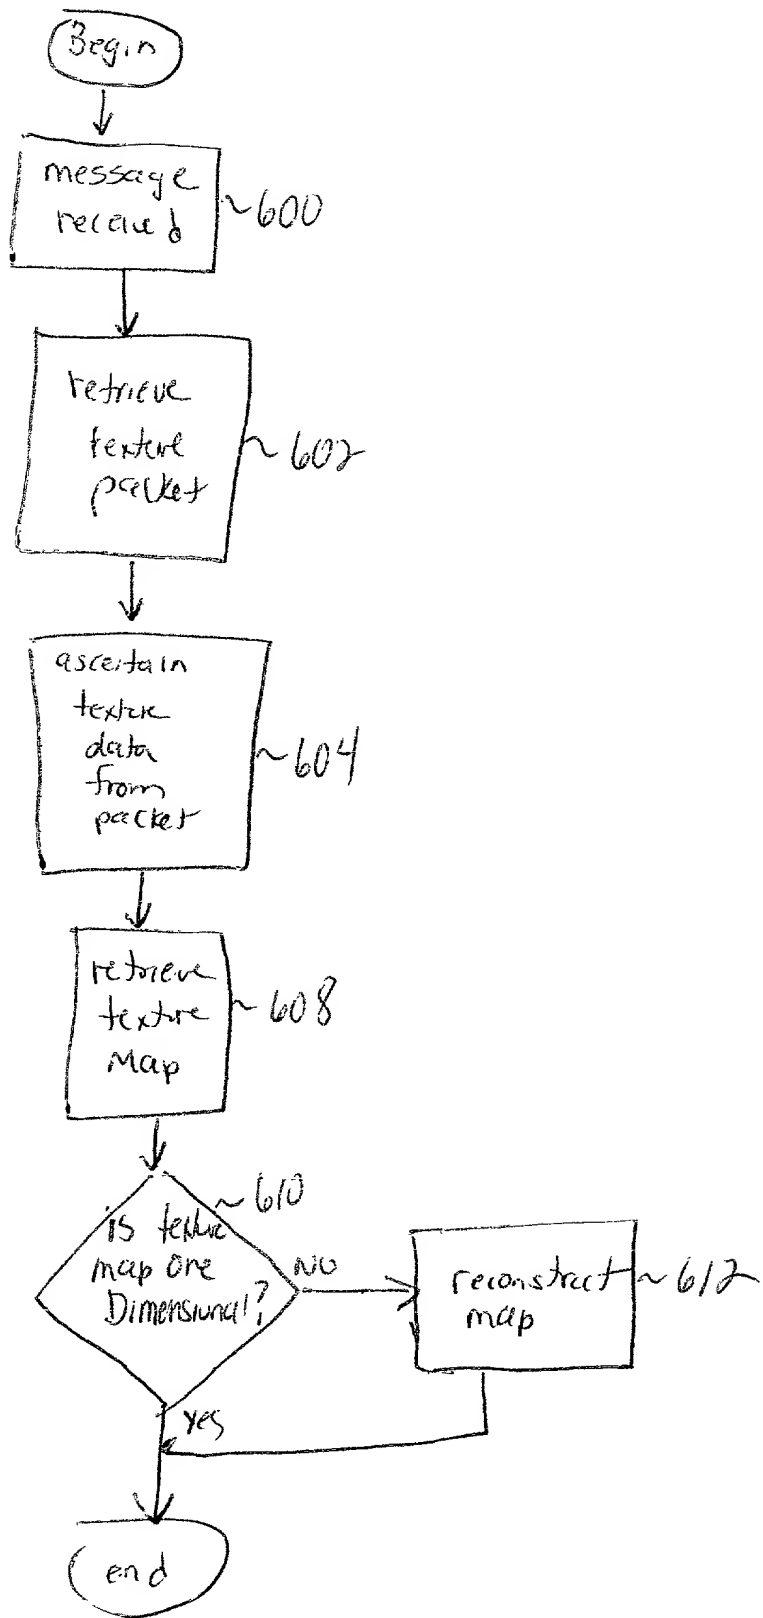 Begin
message
received
~600
retrieve
texture
packet
~602
ascertain
texture
data
from
packet
~604
retrieve
texture
Map
~608
~610
is texture
map one
Dimensional?
NO
reconstruct
map
~612
Yes
end